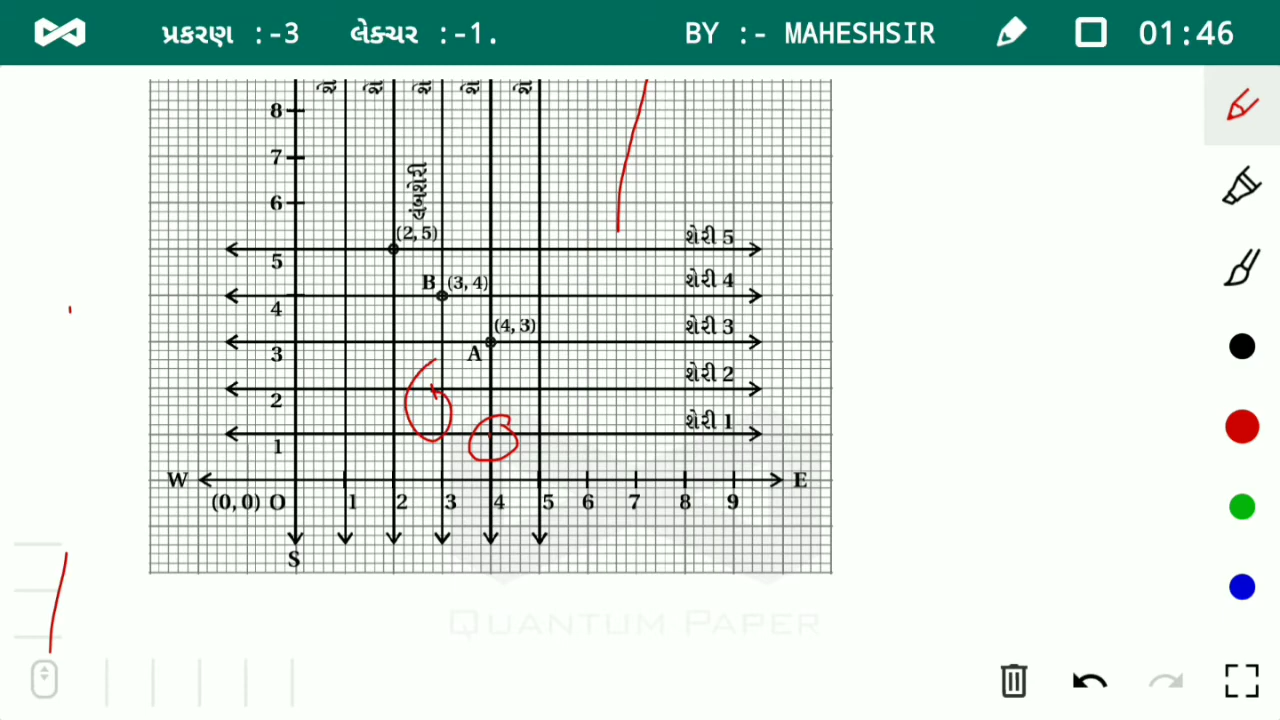 પ્રકરણ :-3 લેક્ચર :-1. BY :- MAHESHSIR 01:46
8
7
6
લંબશેરી
(2, 5)
શેરી 5
5
B (3, 4)
શેરી 4
4
(4, 3)
શેરી 3
3
A
શેરી 2
2
શેરી 1
1
W E
(0, 0) O 1 2 3 4 5 6 7 8 9
S
QUANTUM PAPER